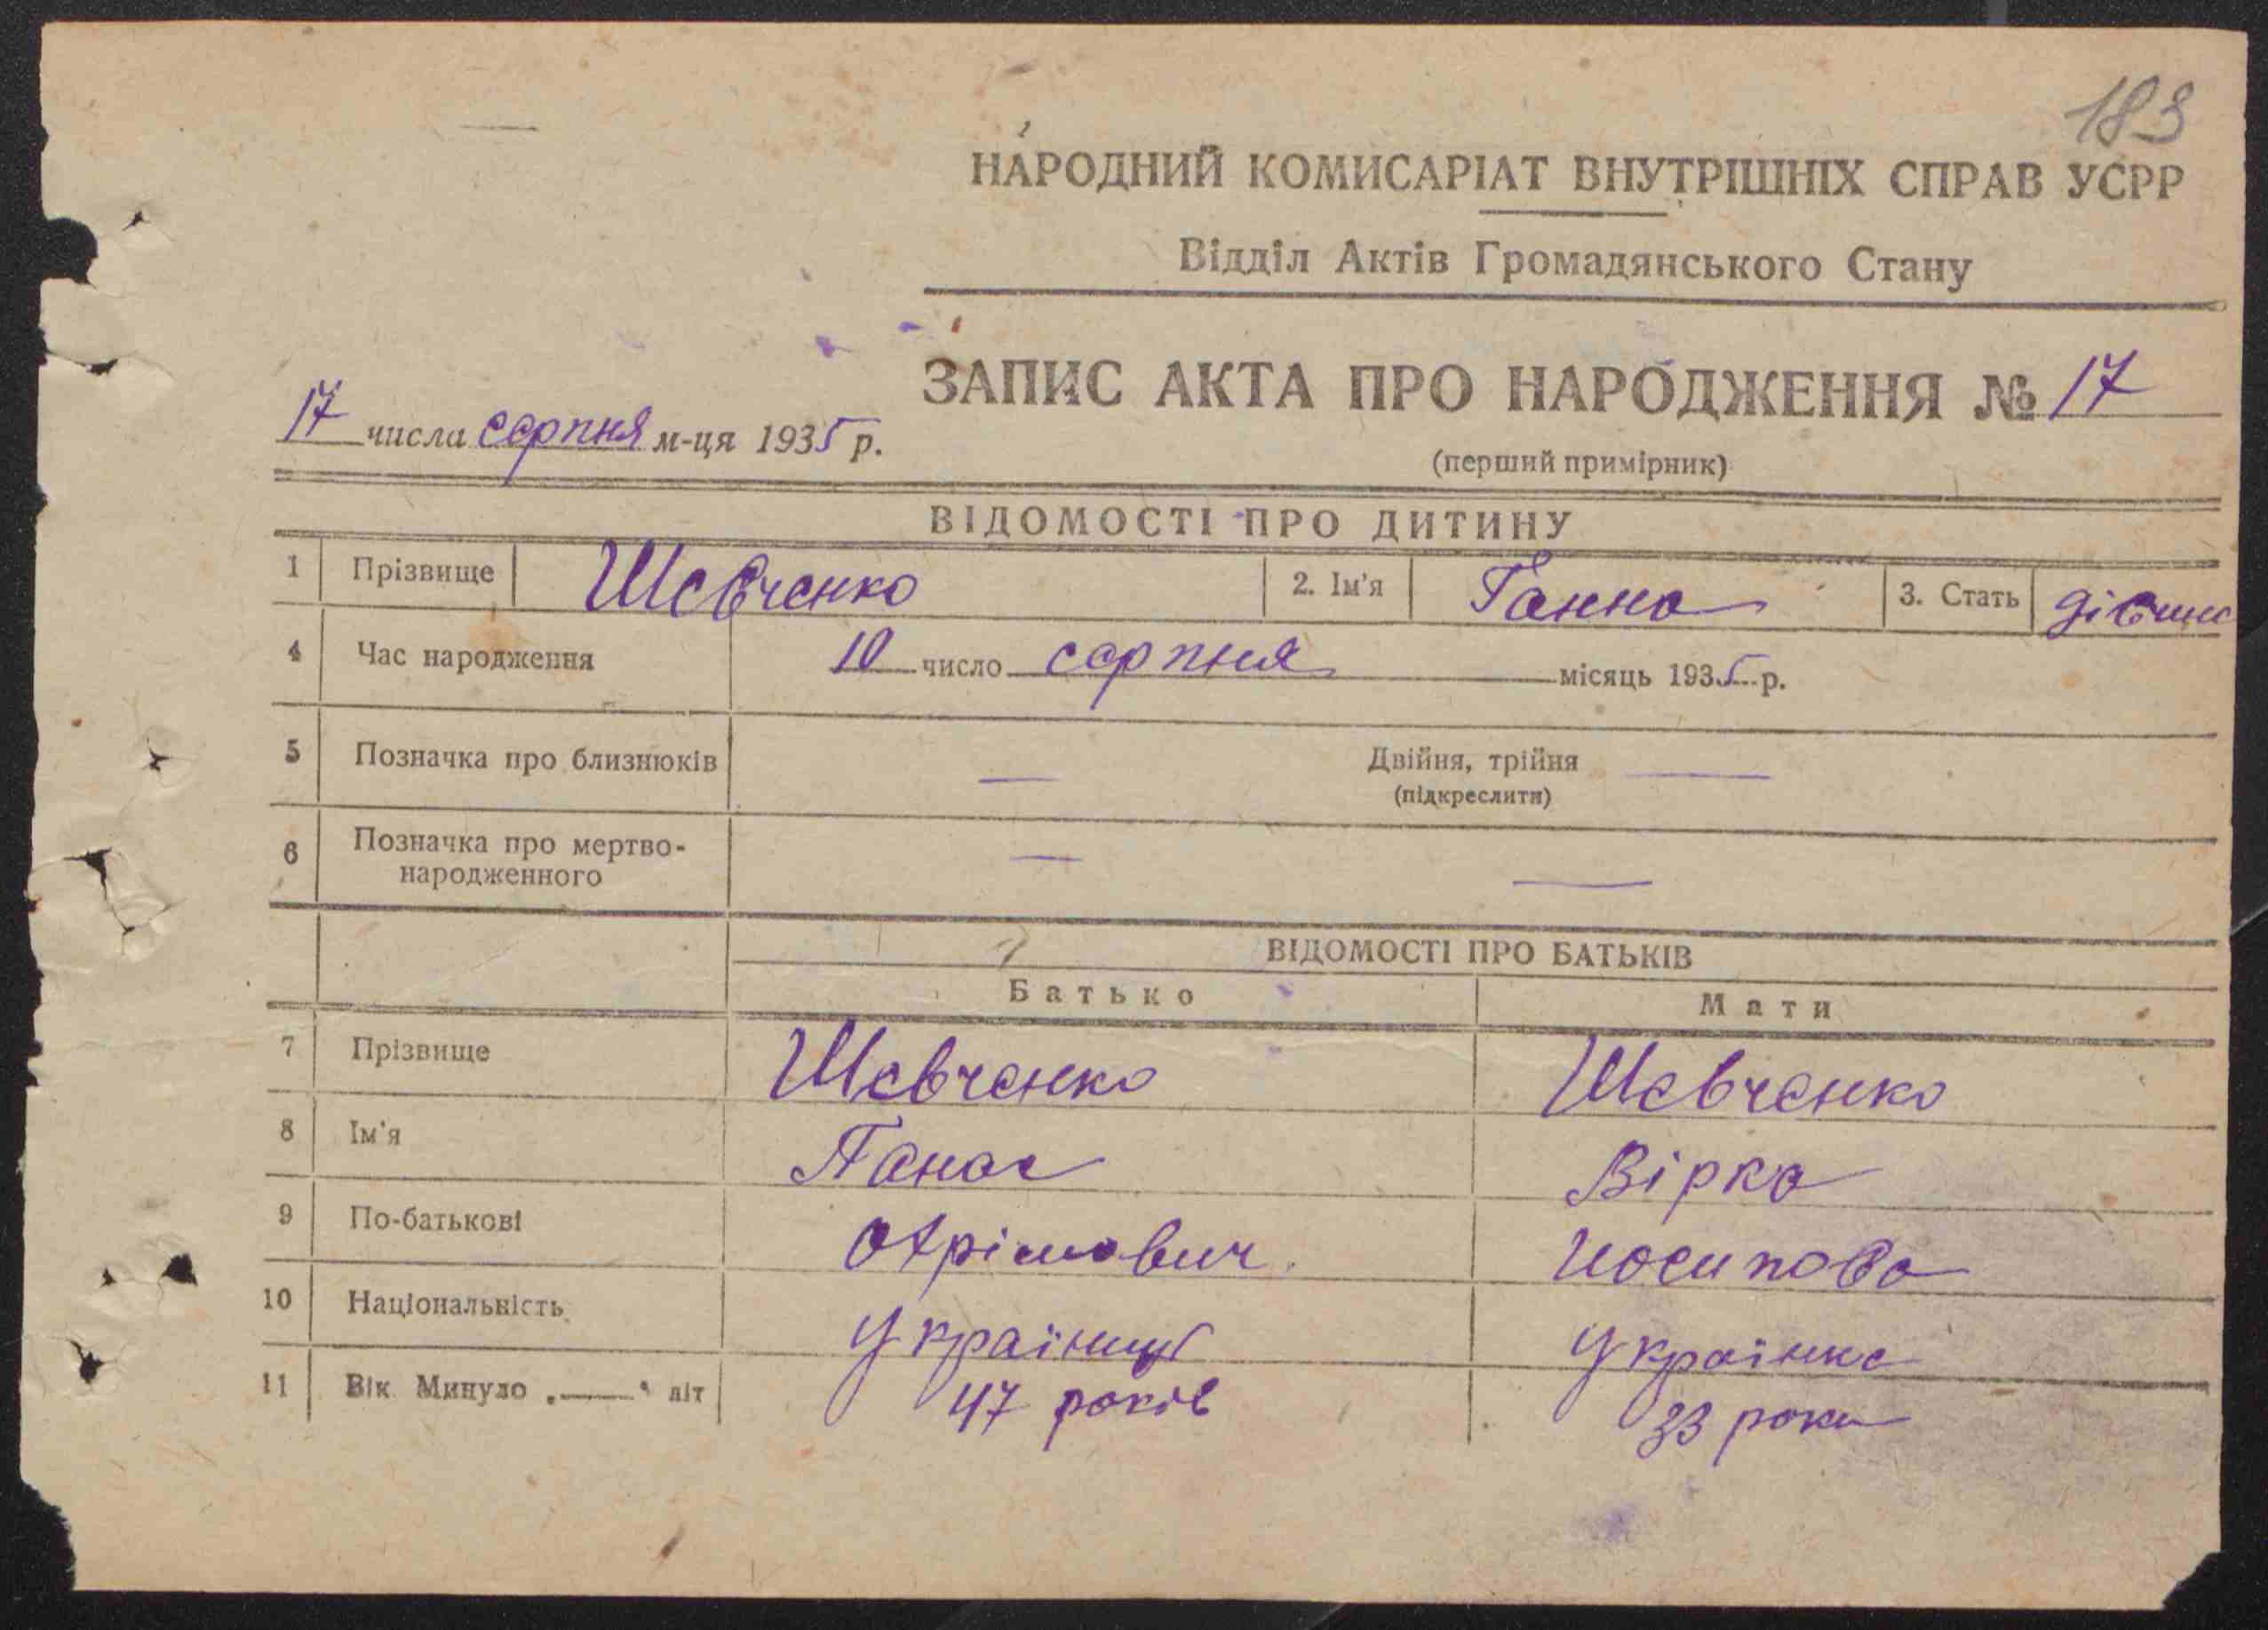 183
НАРОДНИЙ КОМИСАРІАТ ВНУТРІШНІХ СПРАВ УСРР
Відділ Актів Громадянського Стану
ЗАПИС АКТА ПРО НАРОДЖЕННЯ № 17
17 числа серпня м-ця 1935 р.
(перший примірник)
ВІДОМОСТІ ПРО ДИТИНУ
1 Прізвище Шевченко 2. Ім'я Ганна 3. Стать
4 Час народження 10 число серпня місяць 1935 р.
5 Позначка про близнюків — Двійня, трійня —
(підкреслити)
6 Позначка про мертво-
народженного — —
ВІДОМОСТІ ПРО БАТЬКІВ
Батько Мати
7 Прізвище Шевченко Шевченко
8 Ім'я Панас Вірка
9 По-батькові Йосипова
10 Національність Українець Українка
11 Вік Минуло „—“ літ 47 років 33 роки